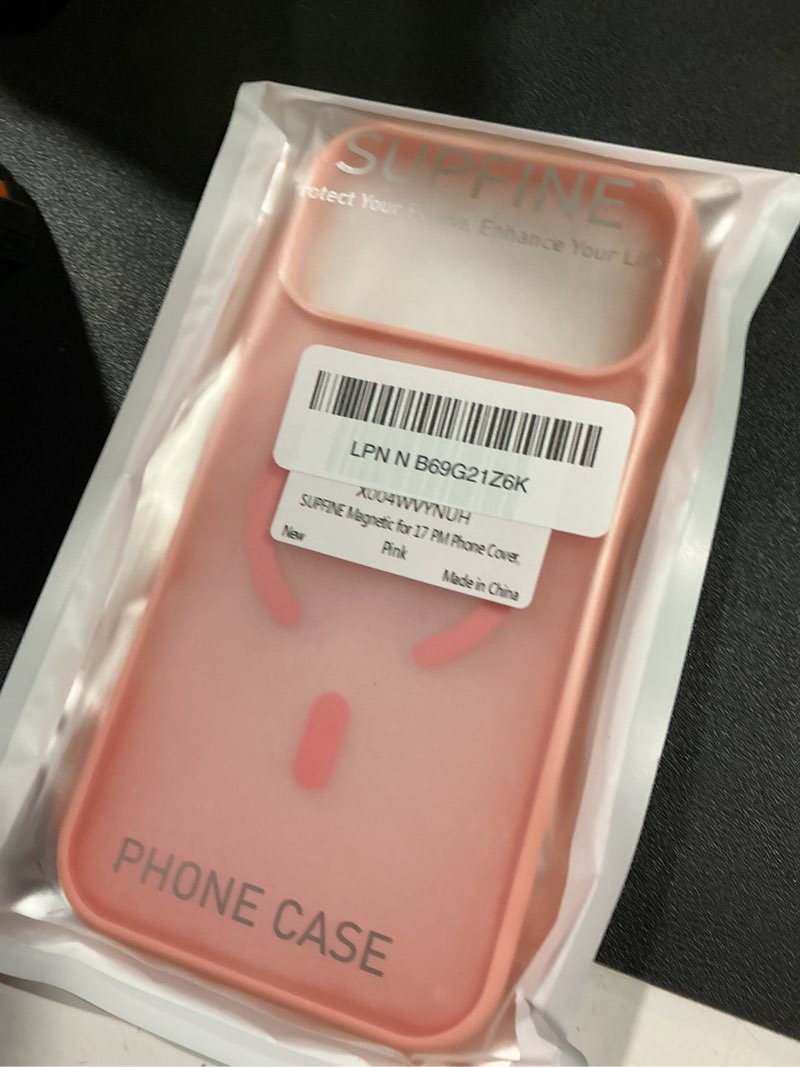 SUPFINE®
Protect Your Phone, Enhance Your Life
LPN N B69G21Z6K
X004WVYNUH
SUPFINE Magnetic for 17 PM Phone Cover,
Pink
New
Made in China
PHONE CASE